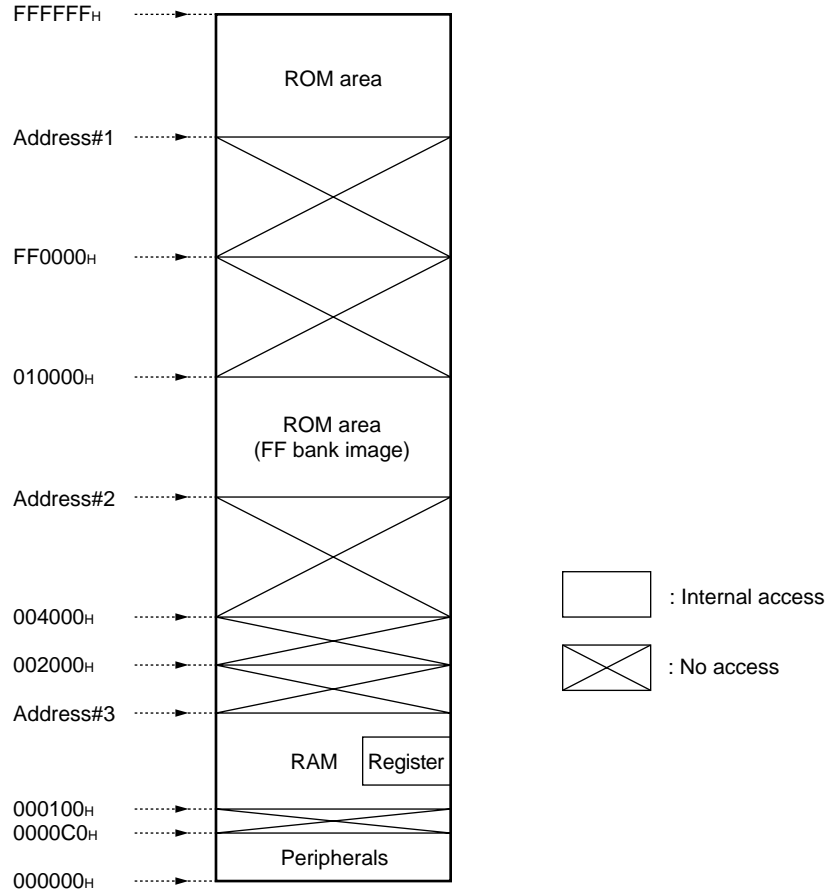 FFFFFFH
ROM area
Address#1
FF0000H
010000H
ROM area
(FF bank image)
Address#2
004000H
: Internal access
002000H
: No access
Address#3
RAM
Register
000100H
0000C0H
Peripherals
000000H